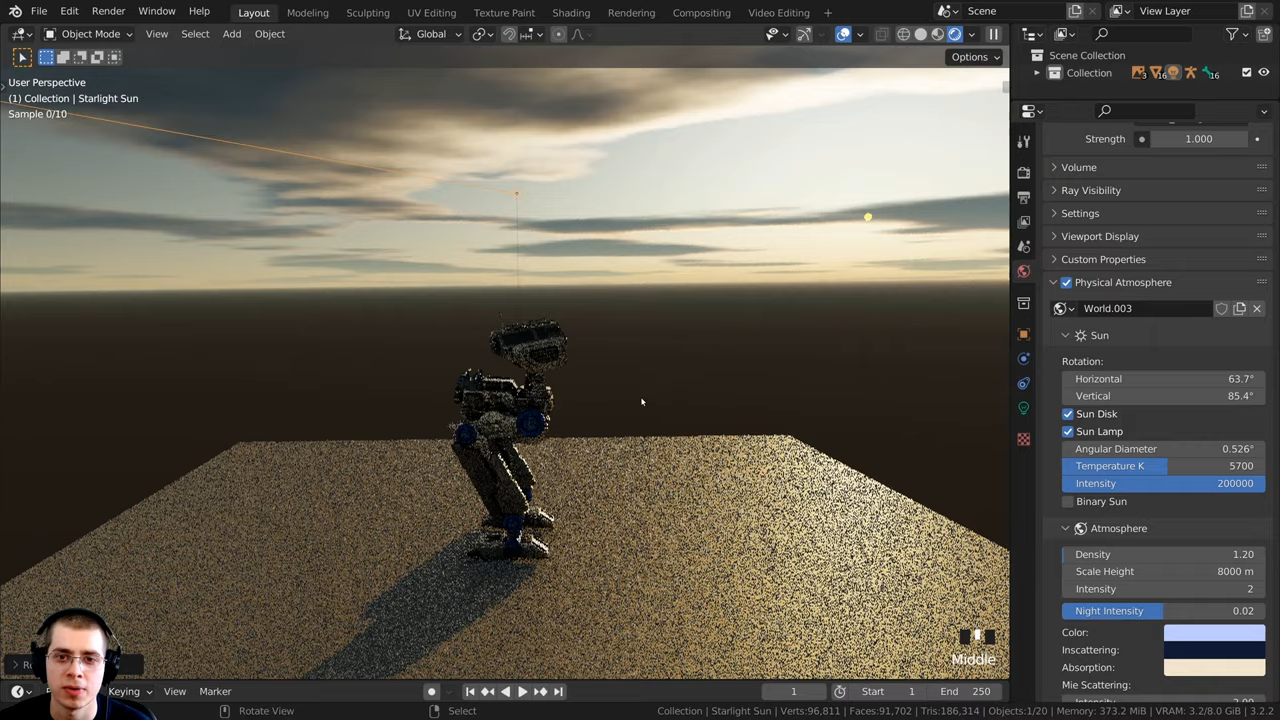 File Edit Render Window Help Layout Modeling Sculpting UV Editing Texture Paint Shading Rendering Compositing Video Editing + Scene View Layer
Object Mode View Select Add Object Global
Options
Scene Collection
Collection 3 16 16
User Perspective
(1) Collection | Starlight Sun
Sample 0/10
Strength 1.000
Volume
Ray Visibility
Settings
Viewport Display
Custom Properties
Physical Atmosphere
World.003
Sun
Rotation:
Horizontal 63.7°
Vertical 85.4°
Sun Disk
Sun Lamp
Angular Diameter 0.526°
Temperature K 5700
Intensity 200000
Binary Sun
Atmosphere
Density 1.20
Scale Height 8000 m
Intensity 2
Night Intensity 0.02
Color:
Inscattering:
Absorption:
Mie Scattering:
Middle
Keying View Marker 1 Start 1 End 250
Rotate View Select Collection | Starlight Sun | Verts:96,811 | Faces:91,702 | Tris:186,314 | Objects:1/20 | Memory: 373.2 MiB | VRAM: 3.2/8.0 GiB | 3.2.2